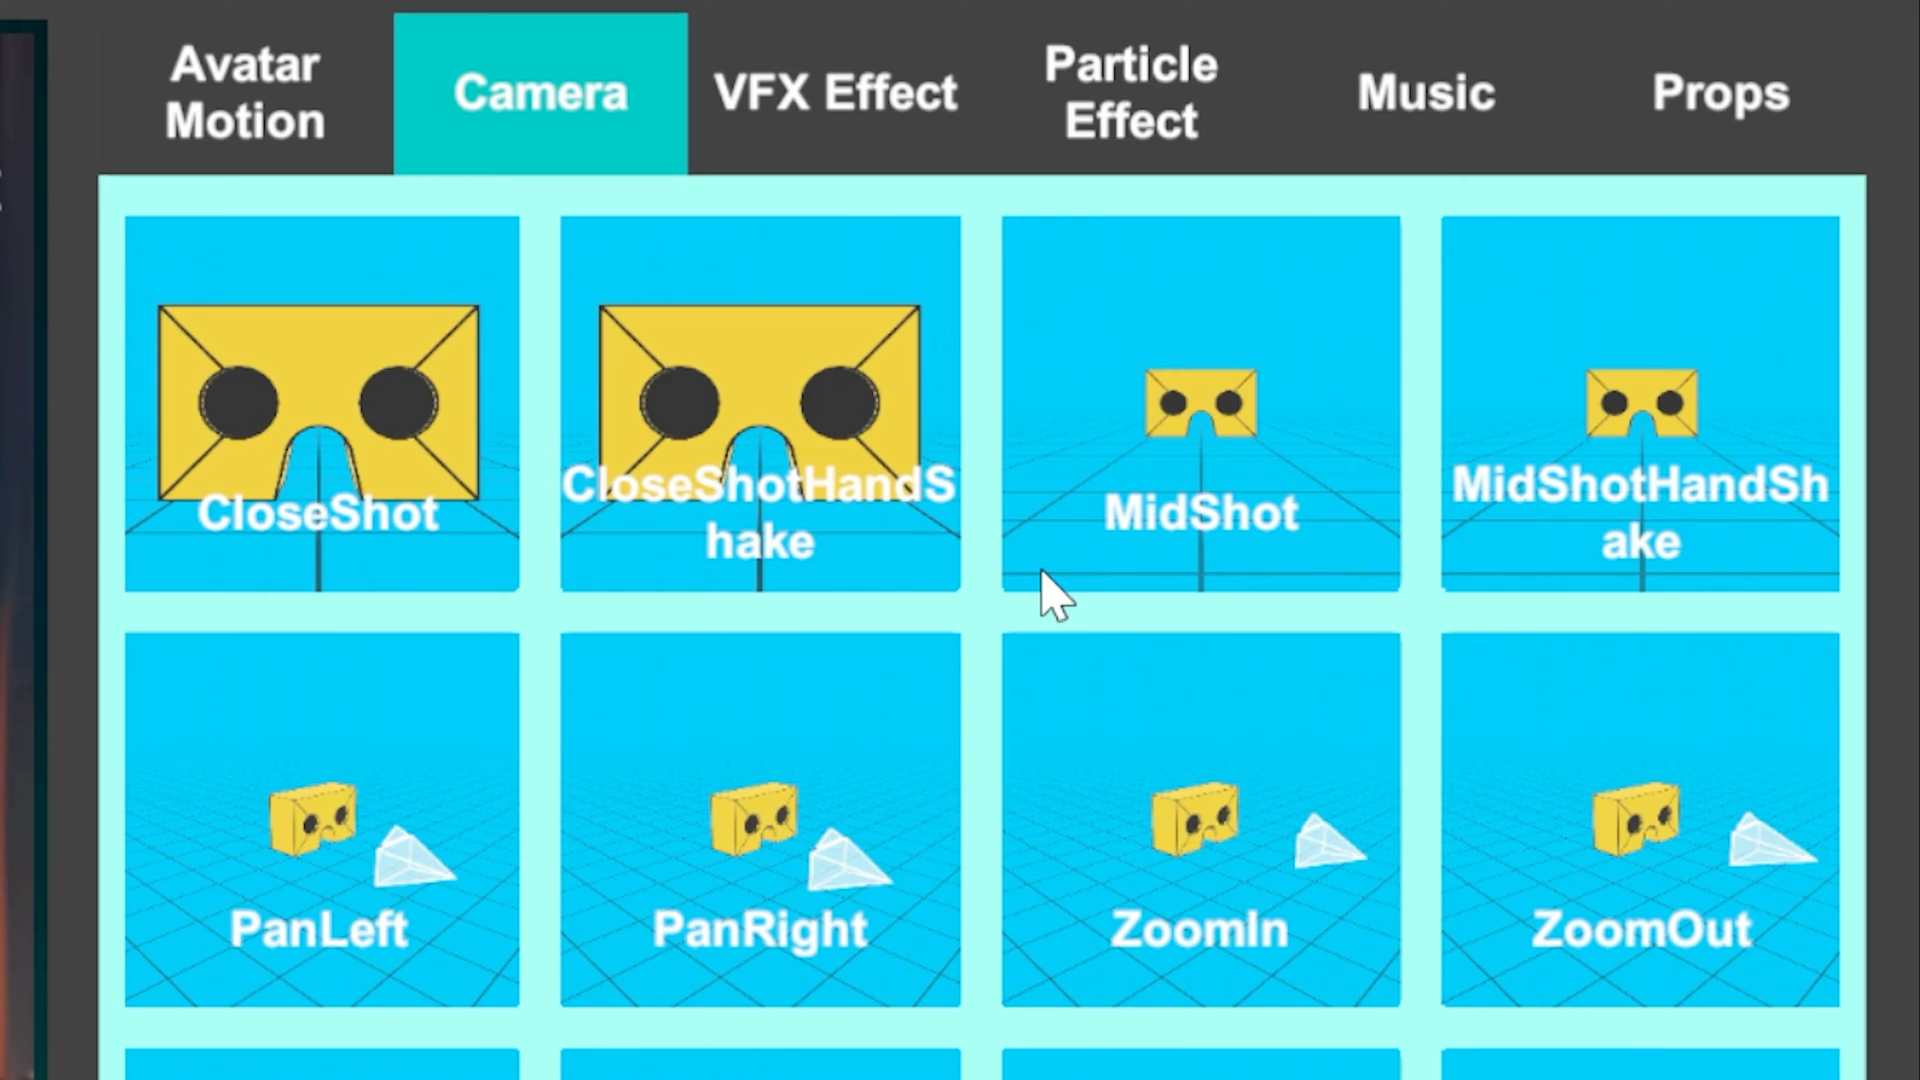 Avatar
Motion
Camera
VFX Effect
Particle
Effect
Music
Props
CloseShot
CloseShotHandS
hake
MidShot
MidShotHandSh
ake
PanLeft
PanRight
ZoomIn
ZoomOut